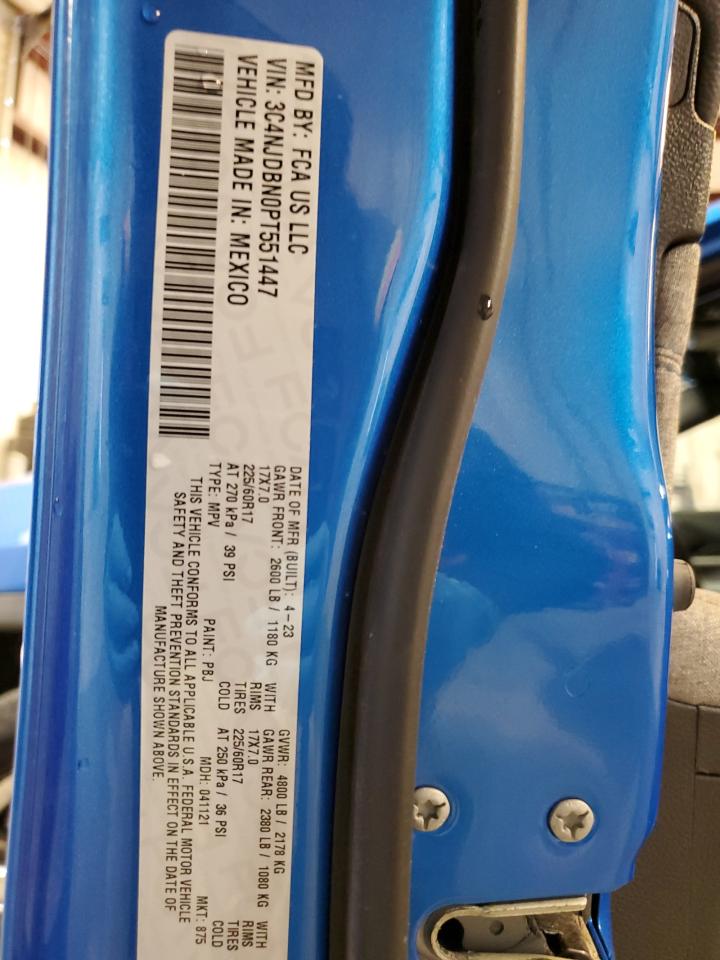 MFD BY: FCA US LLC
VIN: 3C4NJDBN0PT551447
VEHICLE MADE IN: MEXICO
DATE OF MFR (BUILT): 4-23 GVWR: 4800 LB / 2178 KG
GAWR FRONT: 2600 LB / 1180 KG WITH GAWR REAR: 2380 LB / 1080 KG WITH
17X7.0 RIMS 17X7.0 RIMS
225/60R17 TIRES 225/60R17 TIRES
AT 270 kPa / 39 PSI COLD AT 250 kPa / 36 PSI COLD
TYPE: MPV PAINT: PBJ MDH: 041121 MKT: 875
THIS VEHICLE CONFORMS TO ALL APPLICABLE U.S.A. FEDERAL MOTOR VEHICLE
SAFETY AND THEFT PREVENTION STANDARDS IN EFFECT ON THE DATE OF
MANUFACTURE SHOWN ABOVE.